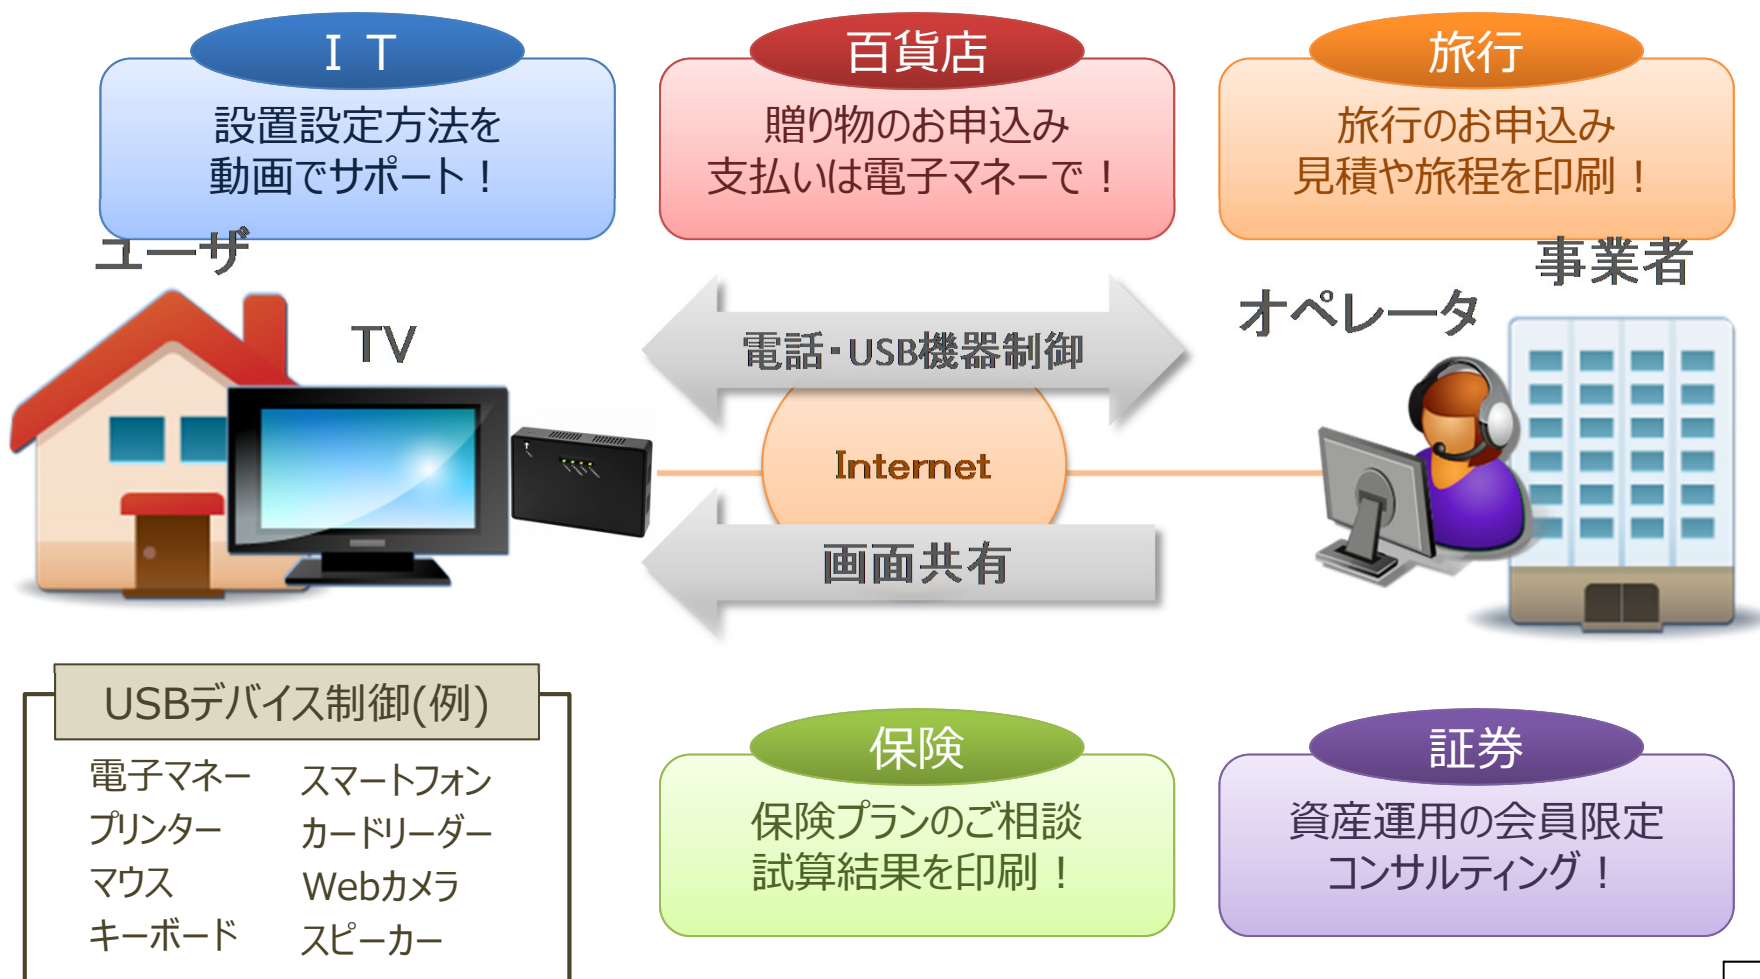 ＩＴ
設置設定方法を
動画でサポート！
百貨店
贈り物のお申込み
支払いは電子マネーで！
旅行
旅行のお申込み
見積や旅程を印刷！
ユーザ
TV
電話・USB機器制御
Internet
画面共有
オペレータ
事業者
USBデバイス制御(例)
電子マネー
プリンター
マウス
キーボード
スマートフォン
カードリーダー
Webカメラ
スピーカー
保険
保険プランのご相談
試算結果を印刷！
証券
資産運用の会員限定
コンサルティング！